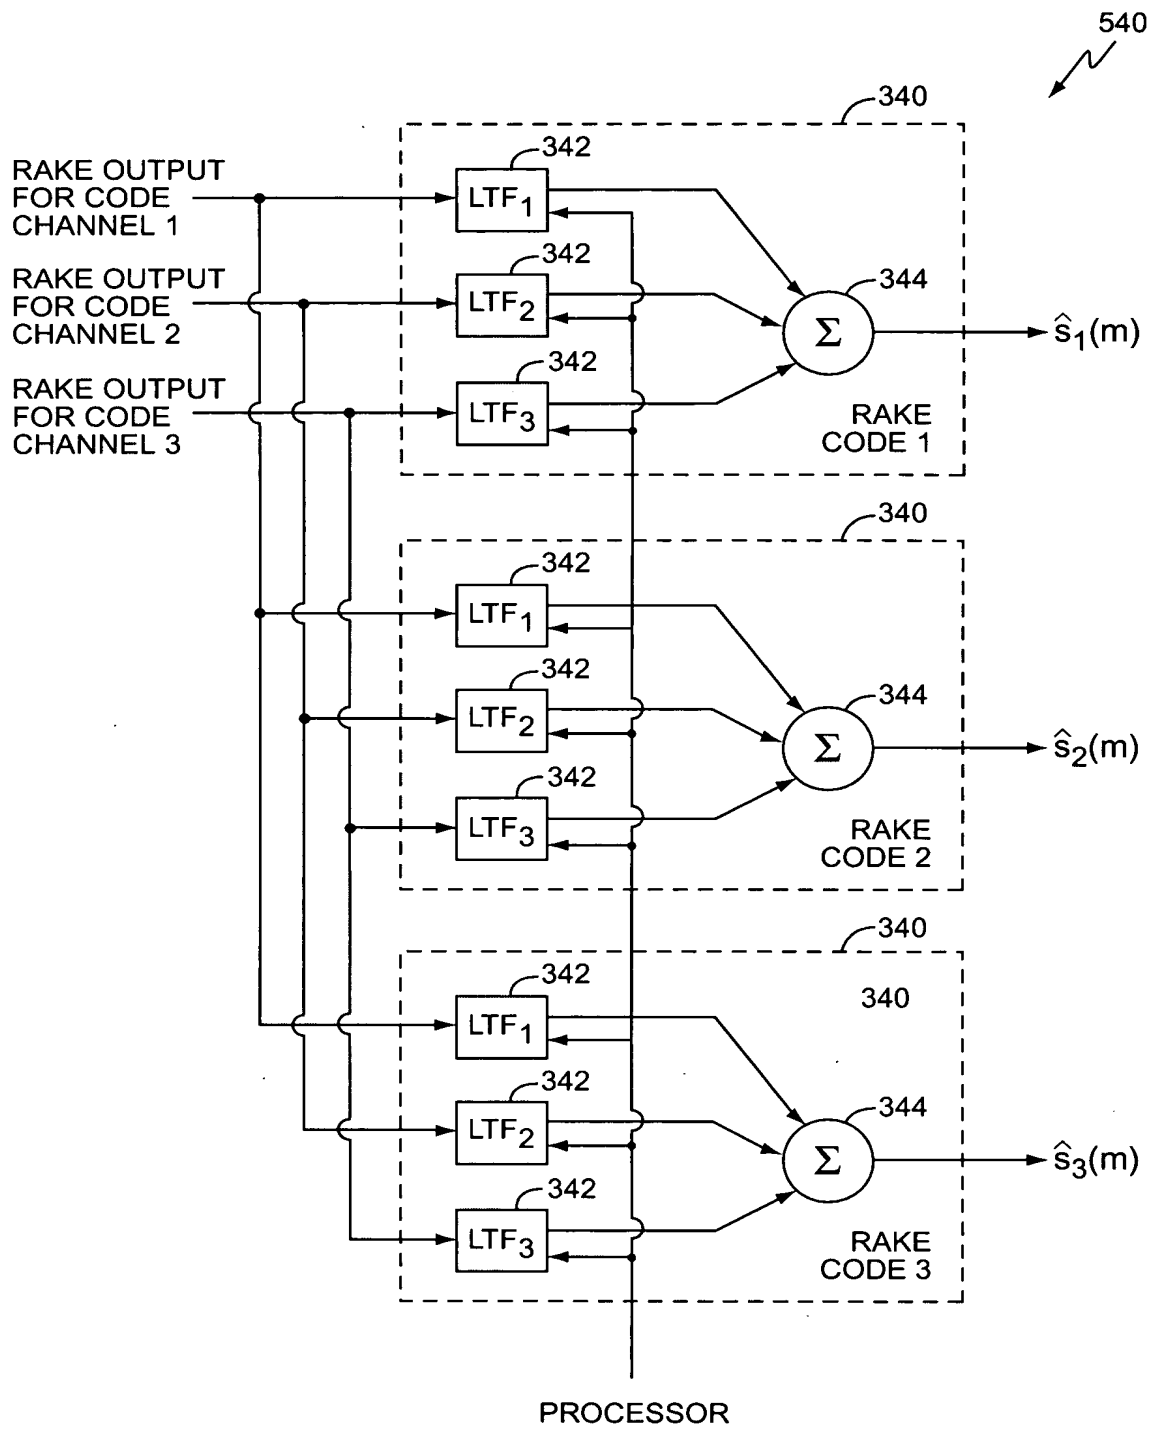 540
340
342
RAKE OUTPUT
FOR CODE
CHANNEL 1
LTF1
342
RAKE OUTPUT
FOR CODE
CHANNEL 2
LTF2
344
Σ
ŝ1(m)
342
RAKE OUTPUT
FOR CODE
CHANNEL 3
LTF3
RAKE
CODE 1
340
342
LTF1
342
LTF2
344
Σ
ŝ2(m)
342
LTF3
RAKE
CODE 2
340
342
340
LTF1
342
LTF2
344
Σ
ŝ3(m)
342
LTF3
RAKE
CODE 3
PROCESSOR